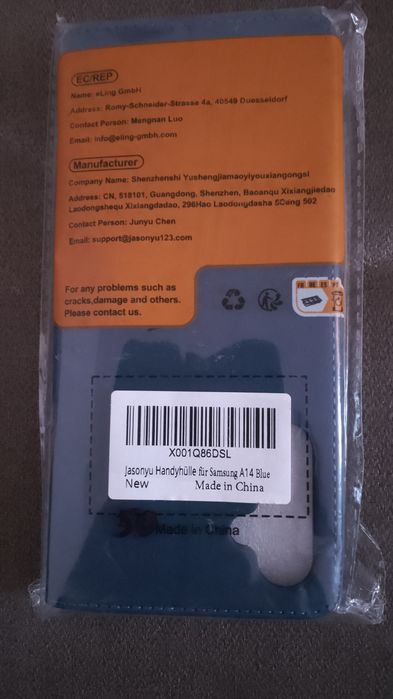 EC/REP
Name: eLing GmbH
Address: Romy-Schneider-Strasse 4a, 40549 Duesseldorf
Contact Person: Mengnan Luo
Email: info@eling-gmbh.com
Manufacturer
Company Name: Shenzhenshi Yushengjiamaoyiyouxiangongsi
Address: CN, 518101, Guangdong, Shenzhen, Baoanqu Xixiangjiedao
Laodongshequ Xixiangdadao, 296Hao Laodongdasha 5Ceng 502
Contact Person: Junyu Chen
Email: support@jasonyu123.com
For any problems such as
cracks,damage and others.
Please contact us.
X001Q86DSL
Jasonyu Handyhülle für Samsung A14 Blue
New Made in China
Made in China